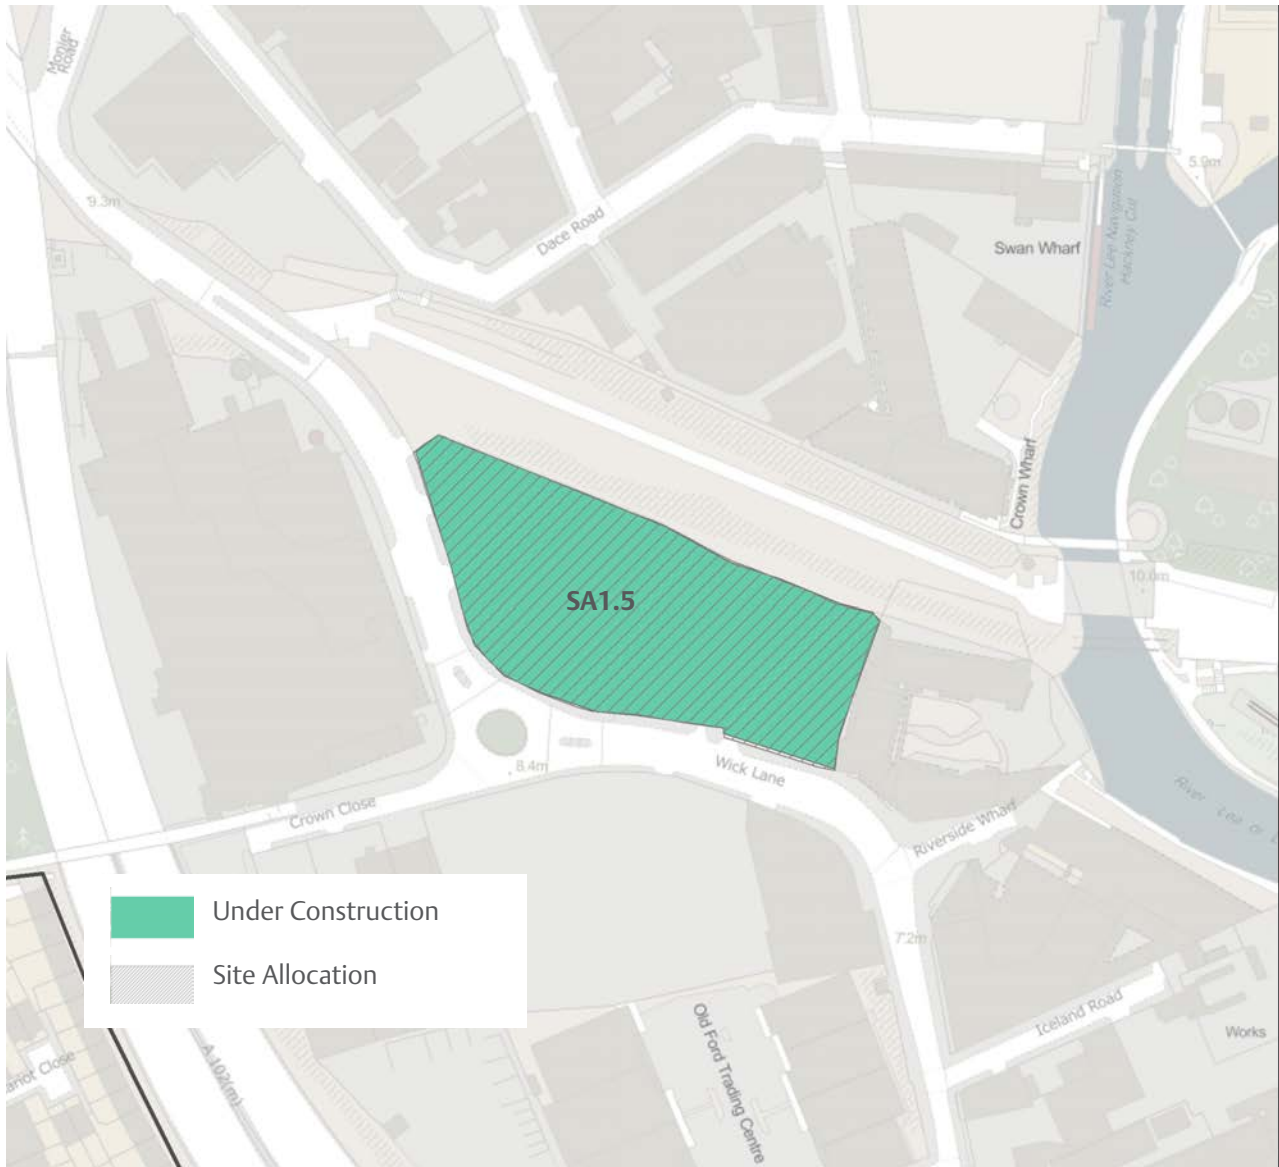 Monier
Road
9.3m
Dace Road
5.9m
River Lee Navigation
Hackney Cut
Swan Wharf
Crown Wharf
10.0m
SA1.5
8.4m
Wick Lane
Crown Close
Riverside Wharf
River Lee or
7.2m
Under Construction
Site Allocation
Iceland Road
Works
Old Ford Trading Centre
Close
A 102(m)